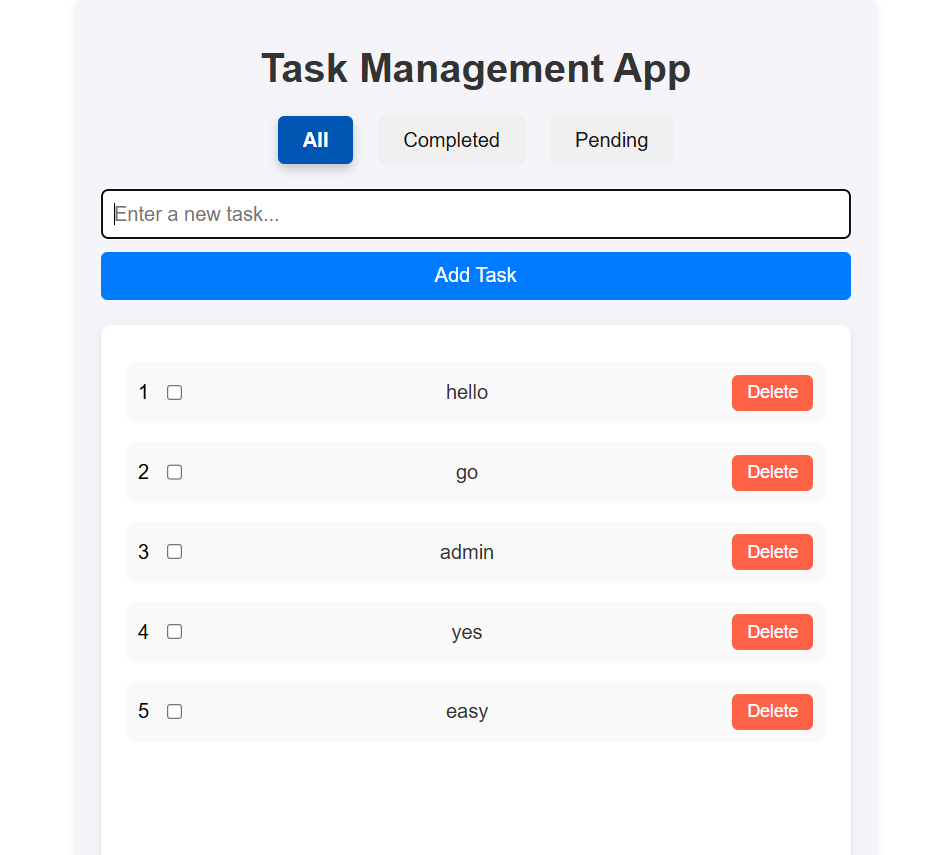 Task Management App
All Completed Pending
Enter a new task...
Add Task
1 hello Delete
2 go Delete
3 admin Delete
4 yes Delete
5 easy Delete